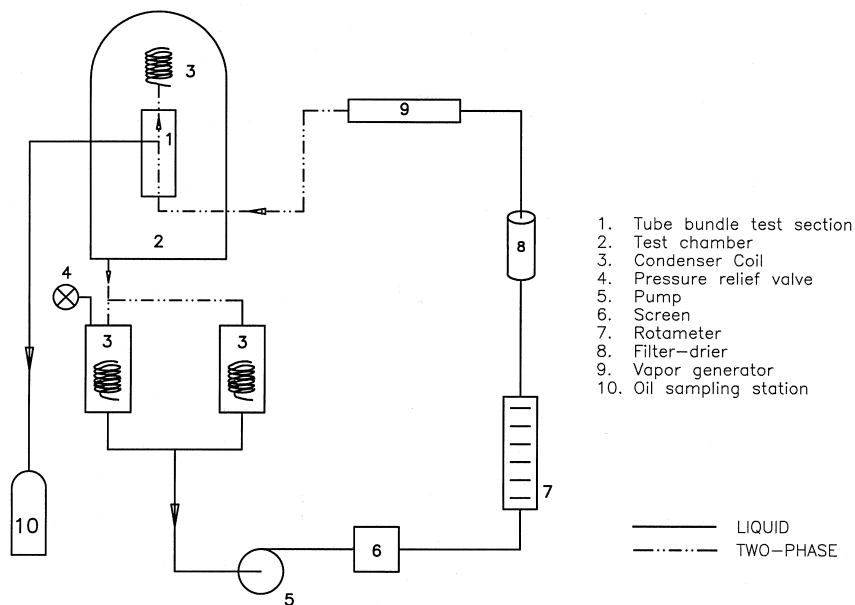 3
1
9
2
8
4
3
3
1. Tube bundle test section
2. Test chamber
3. Condenser Coil
4. Pressure relief valve
5. Pump
6. Screen
7. Rotameter
8. Filter-drier
9. Vapor generator
10. Oil sampling station
7
10
6
5
LIQUID
TWO-PHASE